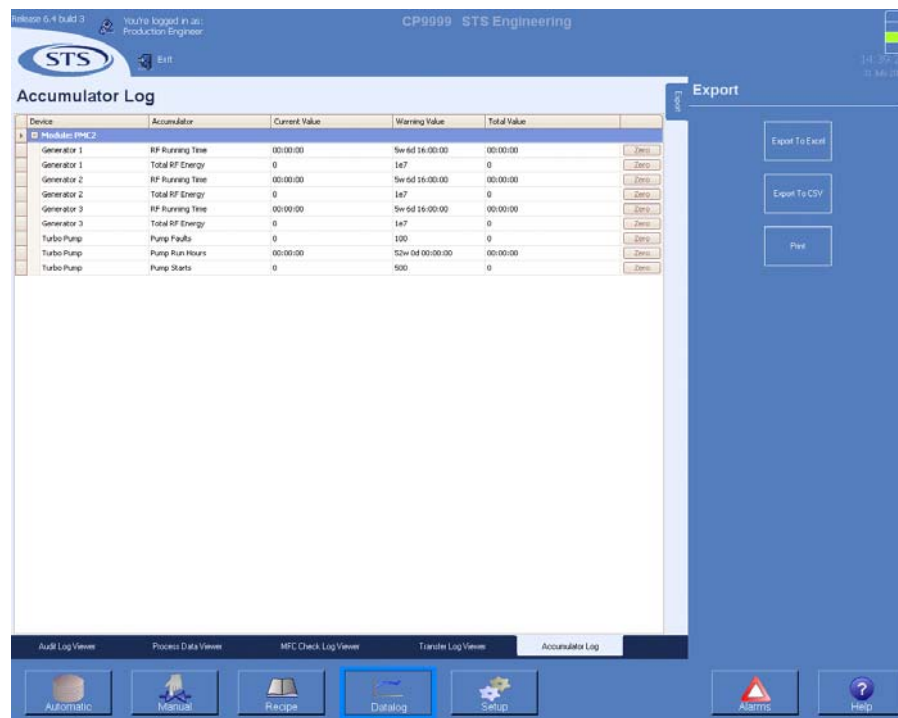 Release 6.4 build 3
You're logged in as:
Production Engineer
CP9999 STS Engineering
STS
Exit
Accumulator Log
Export
Export
Device Accumulator Current Value Warning Value Total Value
Module: PMC2
Generator 1 RF Running Time 00:00:00 5w 6d 16:00:00 00:00:00 Zero
Generator 1 Total RF Energy 0 1e7 0 Zero
Generator 2 RF Running Time 00:00:00 5w 6d 16:00:00 00:00:00 Zero
Generator 2 Total RF Energy 0 1e7 0 Zero
Generator 3 RF Running Time 00:00:00 5w 6d 16:00:00 00:00:00 Zero
Generator 3 Total RF Energy 0 1e7 0 Zero
Turbo Pump Pump Faults 0 100 0 Zero
Turbo Pump Pump Run Hours 00:00:00 52w 0d 00:00:00 00:00:00 Zero
Turbo Pump Pump Starts 0 500 0 Zero
Export To Excel
Export To CSV
Print
Audit Log Viewer Process Data Viewer MFC Check Log Viewer Transfer Log Viewer Accumulator Log
Automatic Manual Recipe Datalog Setup Alarms Help